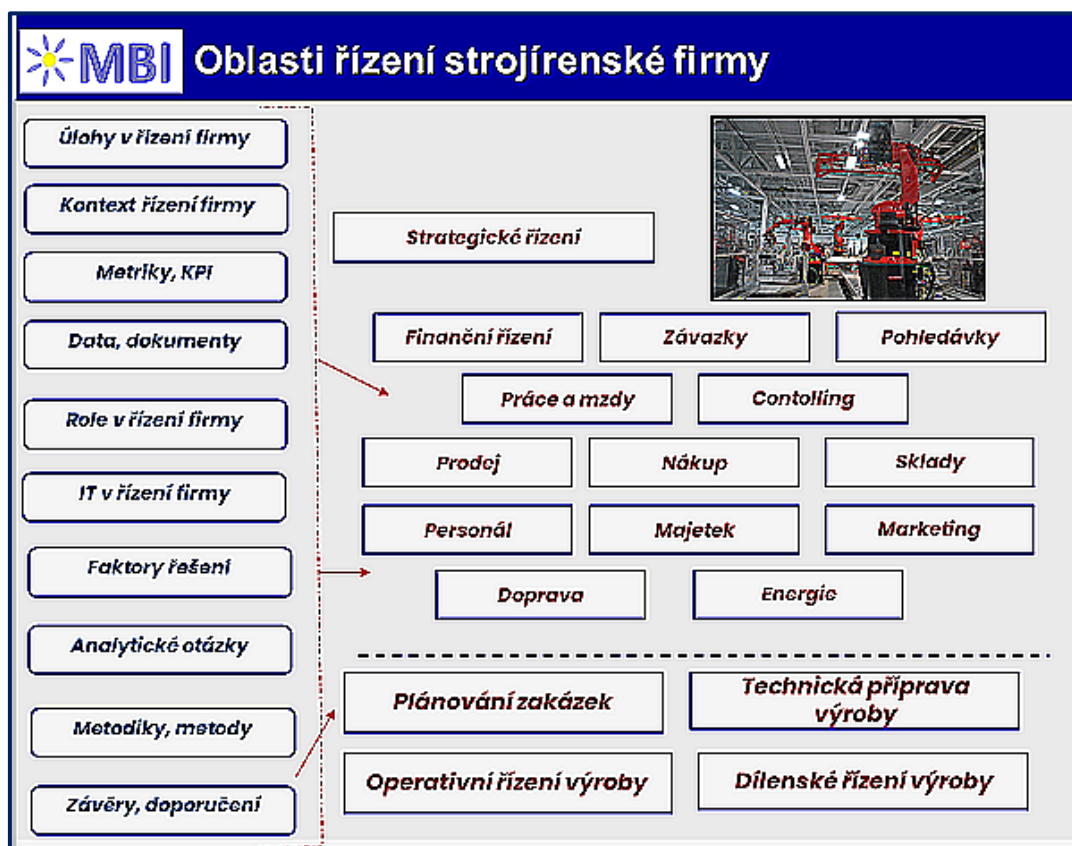 MBI Oblasti řízení strojírenské firmy
Úlohy v řízení firmy
Kontext řízení firmy
Metriky, KPI
Data, dokumenty
Role v řízení firmy
IT v řízení firmy
Faktory řešení
Analytické otázky
Metodiky, metody
Závěry, doporučení
Strategické řízení
Finanční řízení
Závazky
Pohledávky
Práce a mzdy
Contolling
Prodej
Nákup
Sklady
Personál
Majetek
Marketing
Doprava
Energie
Plánování zakázek
Technická příprava
výroby
Operativní řízení výroby
Dílenské řízení výroby